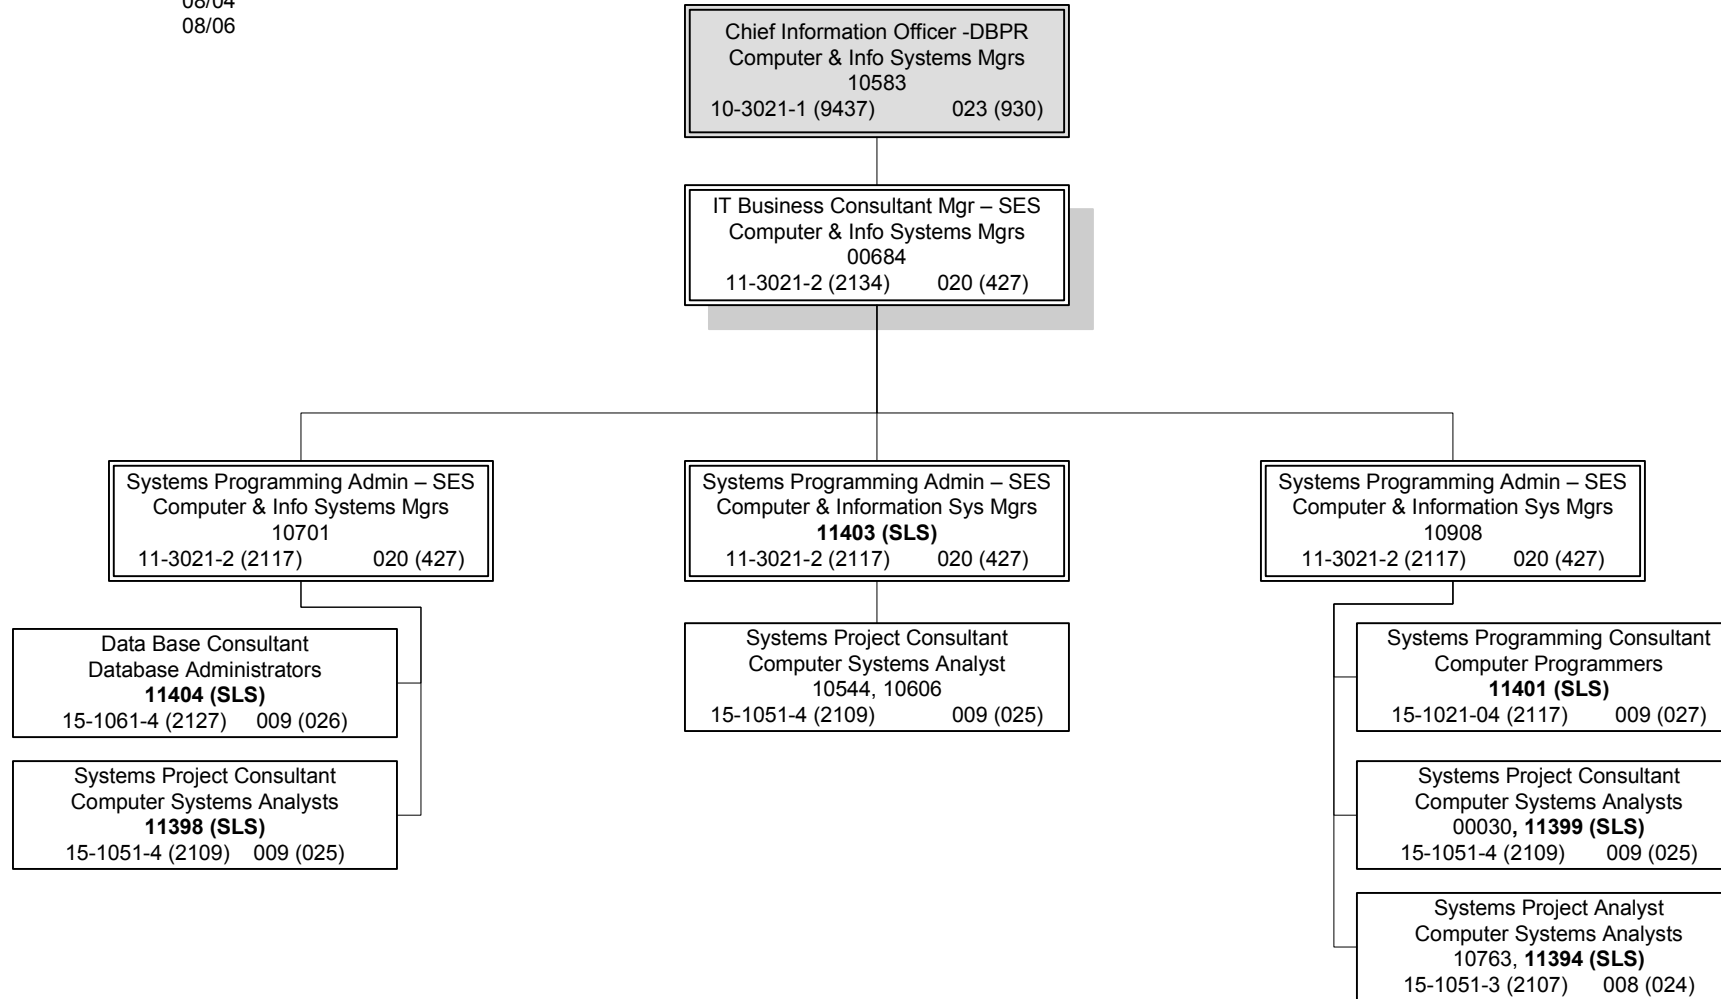 08/04
08/06
Chief Information Officer -DBPR
Computer & Info Systems Mgrs
10583
10-3021-1 (9437) 023 (930)
IT Business Consultant Mgr – SES
Computer & Info Systems Mgrs
00684
11-3021-2 (2134) 020 (427)
Systems Programming Admin – SES
Computer & Info Systems Mgrs
10701
11-3021-2 (2117) 020 (427)
Data Base Consultant
Database Administrators
11404 (SLS)
15-1061-4 (2127) 009 (026)
Systems Project Consultant
Computer Systems Analysts
11398 (SLS)
15-1051-4 (2109) 009 (025)
Systems Programming Admin – SES
Computer & Information Sys Mgrs
11403 (SLS)
11-3021-2 (2117) 020 (427)
Systems Project Consultant
Computer Systems Analyst
10544, 10606
15-1051-4 (2109) 009 (025)
Systems Programming Admin – SES
Computer & Information Sys Mgrs
10908
11-3021-2 (2117) 020 (427)
Systems Programming Consultant
Computer Programmers
11401 (SLS)
15-1021-04 (2117) 009 (027)
Systems Project Consultant
Computer Systems Analysts
00030, 11399 (SLS)
15-1051-4 (2109) 009 (025)
Systems Project Analyst
Computer Systems Analysts
10763, 11394 (SLS)
15-1051-3 (2107) 008 (024)